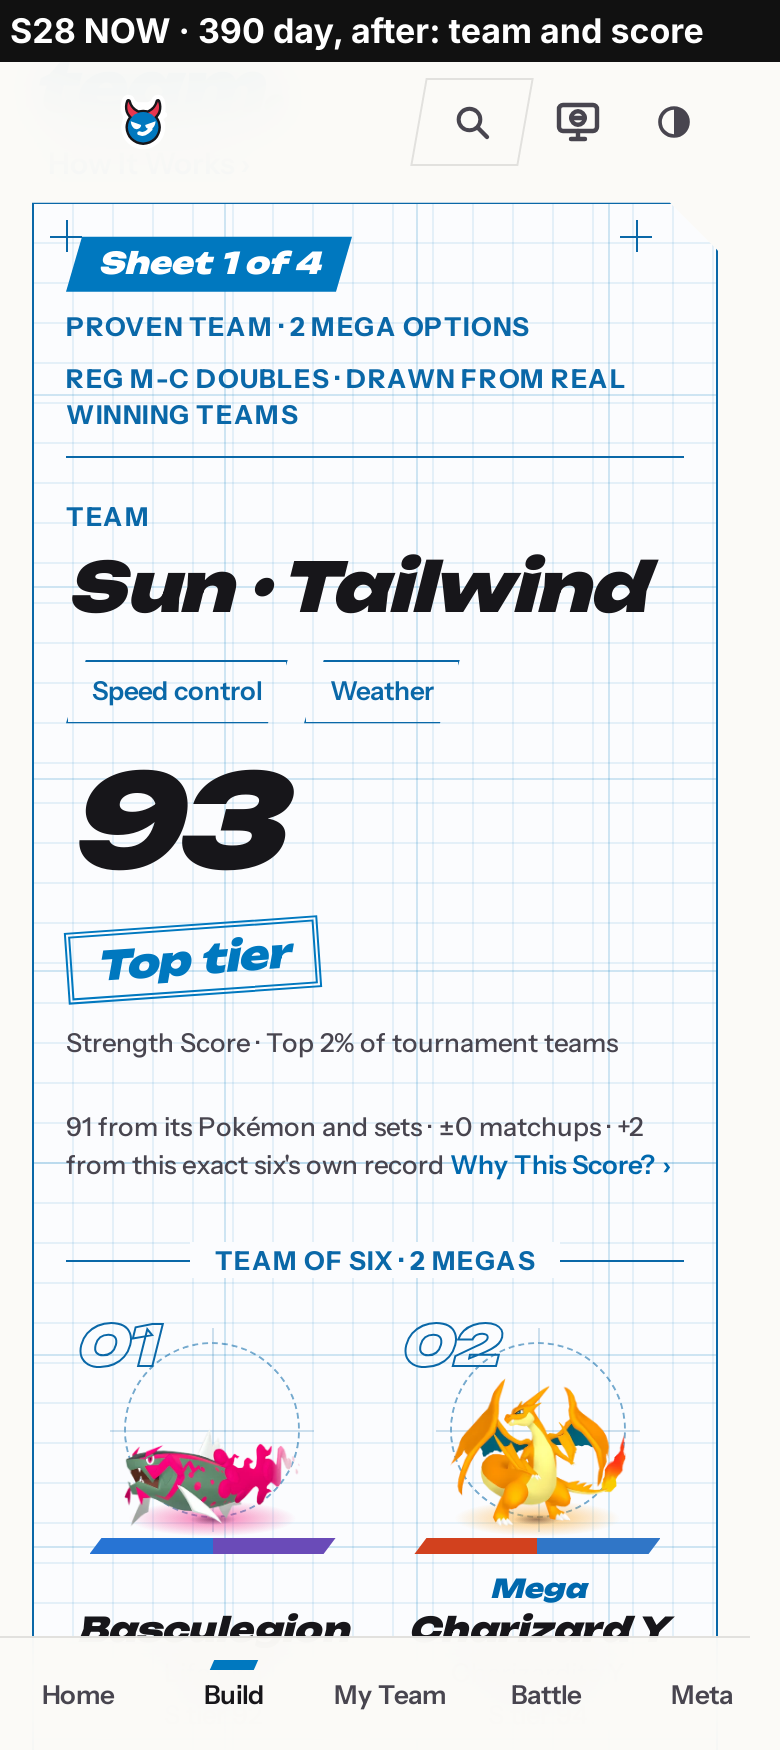 S28 NOW · 390 day, after: team and score
How It Works ›
Sheet 1 of 4
PROVEN TEAM · 2 MEGA OPTIONS
REG M-C DOUBLES · DRAWN FROM REAL
WINNING TEAMS
TEAM
Sun · Tailwind
Speed control
Weather
93
Top tier
Strength Score · Top 2% of tournament teams
91 from its Pokémon and sets · ±0 matchups · +2
from this exact six's own record Why This Score? ›
TEAM OF SIX · 2 MEGAS
01
02
Mega
Basculegion
Charizard Y
Home
Build
My Team
Battle
Meta